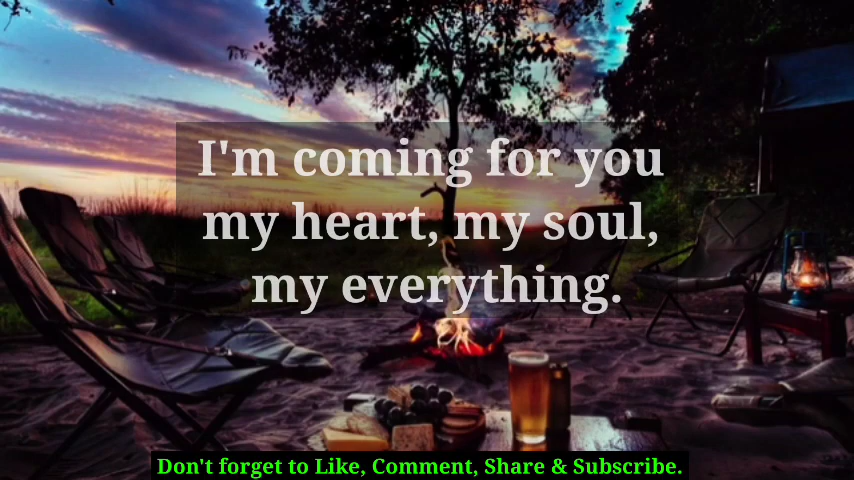 I'm coming for you
my heart, my soul,
my everything.
Don't forget to Like, Comment, Share & Subscribe.